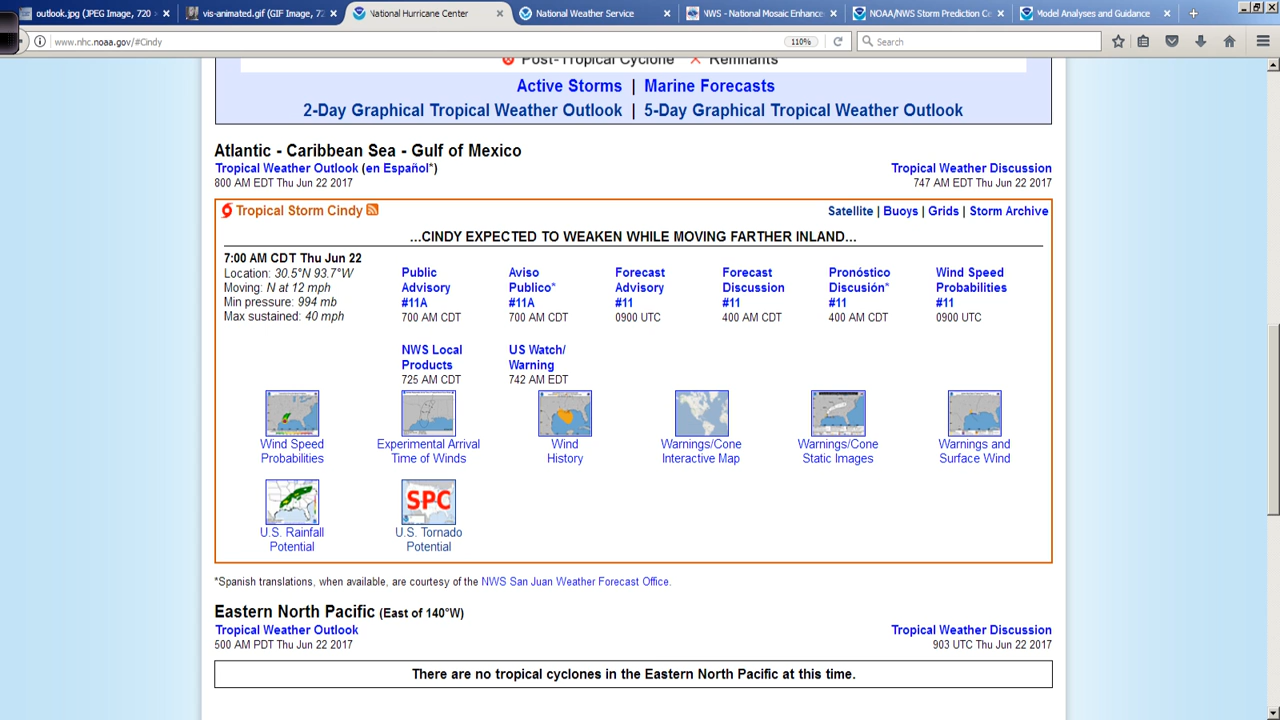 outlook.jpg (JPEG Image, 720 × vis-animated.gif (GIF Image, 73... × National Hurricane Center × National Weather Service × NWS - National Mosaic Enhance... × NOAA/NWS Storm Prediction Ce... × Model Analyses and Guidance ×
www.nhc.noaa.gov/#Cindy 110% Search
Post-Tropical Cyclone Remnants
Active Storms | Marine Forecasts
2-Day Graphical Tropical Weather Outlook | 5-Day Graphical Tropical Weather Outlook
Atlantic - Caribbean Sea - Gulf of Mexico
Tropical Weather Outlook (en Español*) Tropical Weather Discussion
800 AM EDT Thu Jun 22 2017 747 AM EDT Thu Jun 22 2017
Tropical Storm Cindy Satellite | Buoys | Grids | Storm Archive
...CINDY EXPECTED TO WEAKEN WHILE MOVING FARTHER INLAND...
7:00 AM CDT Thu Jun 22
Location: 30.5°N 93.7°W
Moving: N at 12 mph
Min pressure: 994 mb
Max sustained: 40 mph
Public
Advisory
#11A
700 AM CDT
Aviso
Publico*
#11A
700 AM CDT
Forecast
Advisory
#11
0900 UTC
Forecast
Discussion
#11
400 AM CDT
Pronóstico
Discusión*
#11
400 AM CDT
Wind Speed
Probabilities
#11
0900 UTC
NWS Local
Products
725 AM CDT
US Watch/
Warning
742 AM EDT
Wind Speed
Probabilities
Experimental Arrival
Time of Winds
Wind
History
Warnings/Cone
Interactive Map
Warnings/Cone
Static Images
Warnings and
Surface Wind
SPC
U.S. Rainfall
Potential
U.S. Tornado
Potential
*Spanish translations, when available, are courtesy of the NWS San Juan Weather Forecast Office.
Eastern North Pacific (East of 140°W)
Tropical Weather Outlook Tropical Weather Discussion
500 AM PDT Thu Jun 22 2017 903 UTC Thu Jun 22 2017
There are no tropical cyclones in the Eastern North Pacific at this time.